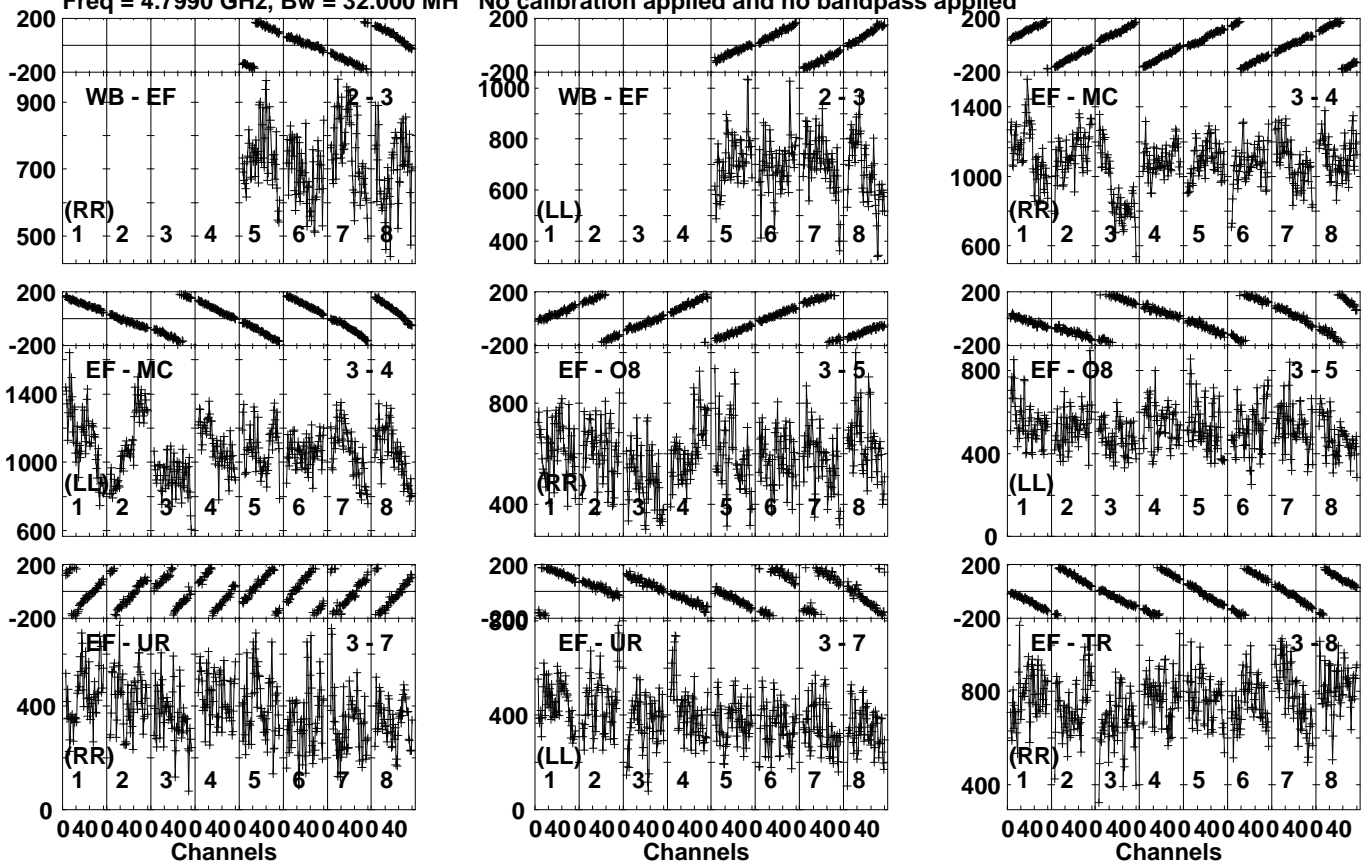 Freq = 4.7990 GHz, Bw = 32.000 MH No calibration applied and no bandpass applied
200
-200
WB - EF 2 - 3
900
700
500
(RR)
1 2 3 4 5 6 7 8
200
-200
WB - EF 2 - 3
1000
800
600
400
(LL)
1 2 3 4 5 6 7 8
200
-200
EF - MC 3 - 4
1400
1000
600
(RR)
1 2 3 4 5 6 7 8
200
-200
EF - MC 3 - 4
1400
1000
600
(LL)
1 2 3 4 5 6 7 8
200
-200
EF - O8 3 - 5
800
400
(RR)
1 2 3 4 5 6 7 8
200
-200
EF - O8 3 - 5
800
400
0
(LL)
1 2 3 4 5 6 7 8
200
-200
EF - UR 3 - 7
400
0
(RR)
1 2 3 4 5 6 7 8
0 40 0 40 0 40 0 40 0 40 0 40 0 40 0 40
Channels
200
-200
800
EF - UR 3 - 7
400
0
(LL)
1 2 3 4 5 6 7 8
0 40 0 40 0 40 0 40 0 40 0 40 0 40 0 40
Channels
200
-200
EF - TR 3 - 8
800
400
(RR)
1 2 3 4 5 6 7 8
0 40 0 40 0 40 0 40 0 40 0 40 0 40 0 40
Channels